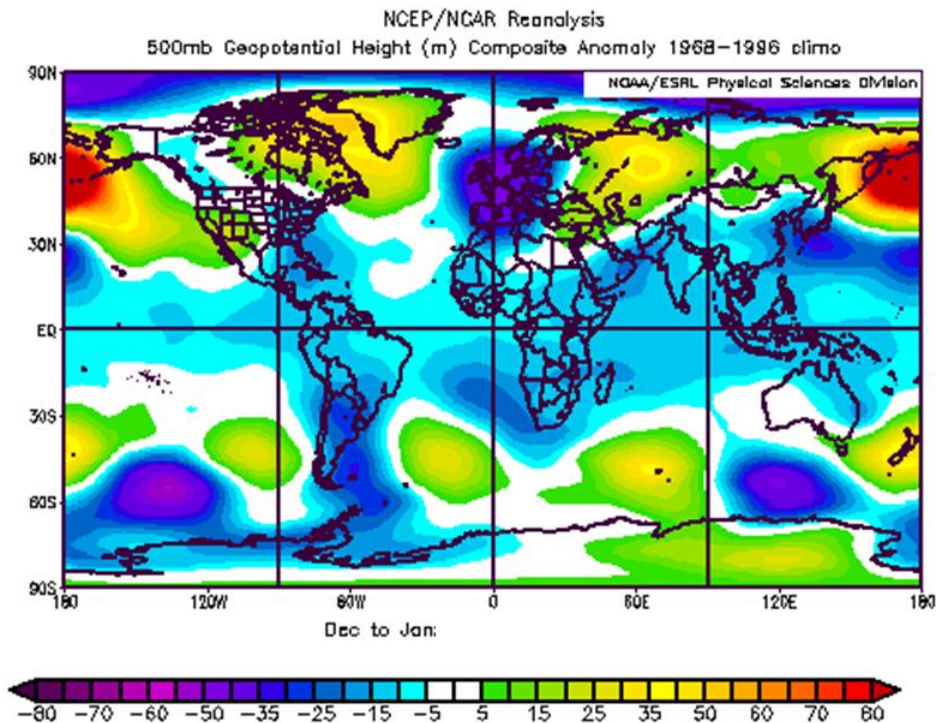 NCEP/NCAR Reanalysis
500mb Geopotential Height (m) Composite Anomaly 1968-1996 climo
NOAA/ESRL Physical Sciences Division
90N
60N
30N
EQ
30S
60S
90S
180 120W 60W 0 60E 120E 180
Dec to Jan:
-80 -70 -60 -50 -35 -25 -15 -5 5 15 25 35 50 60 70 80